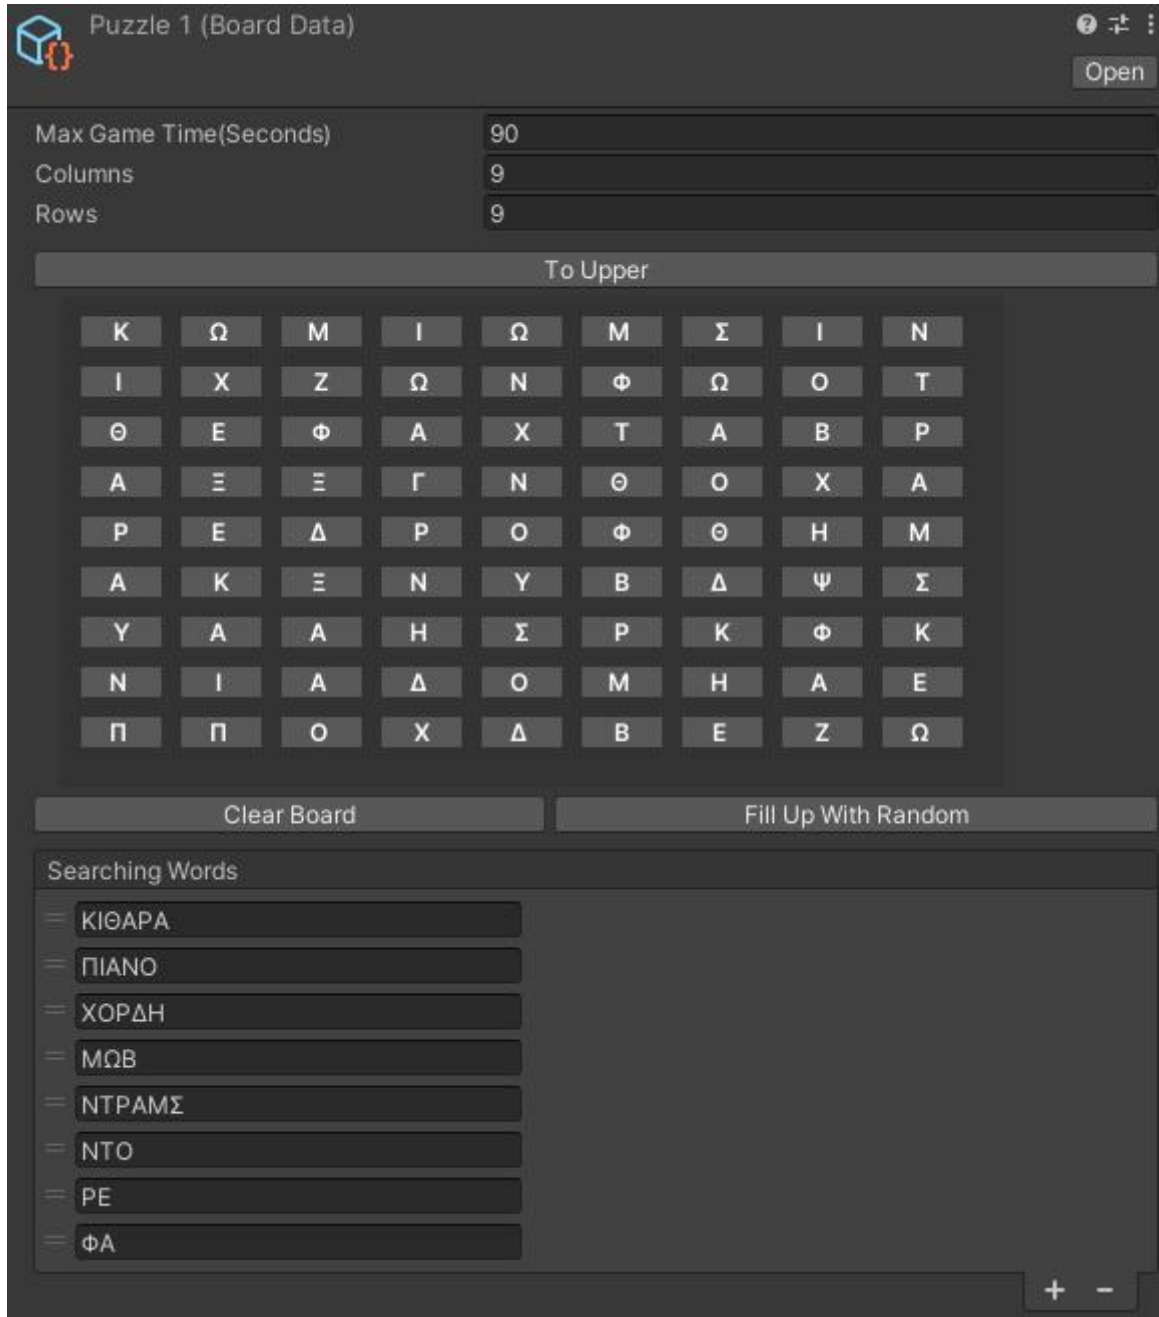 Puzzle 1 (Board Data)
Open
Max Game Time(Seconds) 90
Columns 9
Rows 9
To Upper
Κ Ω Μ Ι Ω Μ Σ Ι Ν
Ι Χ Ζ Ω Ν Φ Ω Ο Τ
Θ Ε Φ Α Χ Τ Α Β Ρ
Α Ξ Ξ Γ Ν Θ Ο Χ Α
Ρ Ε Δ Ρ Ο Φ Θ Η Μ
Α Κ Ξ Ν Υ Β Δ Ψ Σ
Υ Α Α Η Σ Ρ Κ Φ Κ
Ν Ι Α Δ Ο Μ Η Α Ε
Π Π Ο Χ Δ Β Ε Ζ Ω
Clear Board Fill Up With Random
Searching Words
ΚΙΘΑΡΑ
ΠΙΑΝΟ
ΧΟΡΔΗ
ΜΩΒ
ΝΤΡΑΜΣ
ΝΤΟ
ΡΕ
ΦΑ
+ −